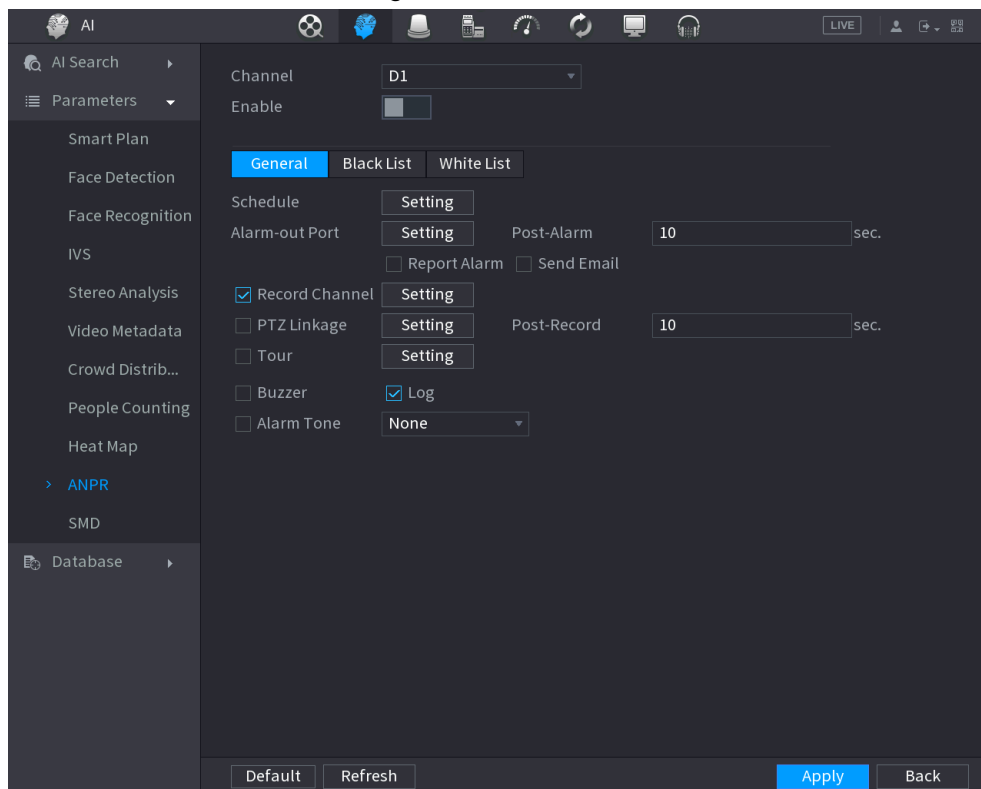 AI
LIVE
AI Search
Parameters
Smart Plan
Face Detection
Face Recognition
IVS
Stereo Analysis
Video Metadata
Crowd Distrib...
People Counting
Heat Map
ANPR
SMD
Database
Channel D1
Enable
General Black List White List
Schedule Setting
Alarm-out Port Setting Post-Alarm 10 sec.
Report Alarm Send Email
Record Channel Setting
PTZ Linkage Setting Post-Record 10 sec.
Tour Setting
Buzzer Log
Alarm Tone None
Default Refresh Apply Back